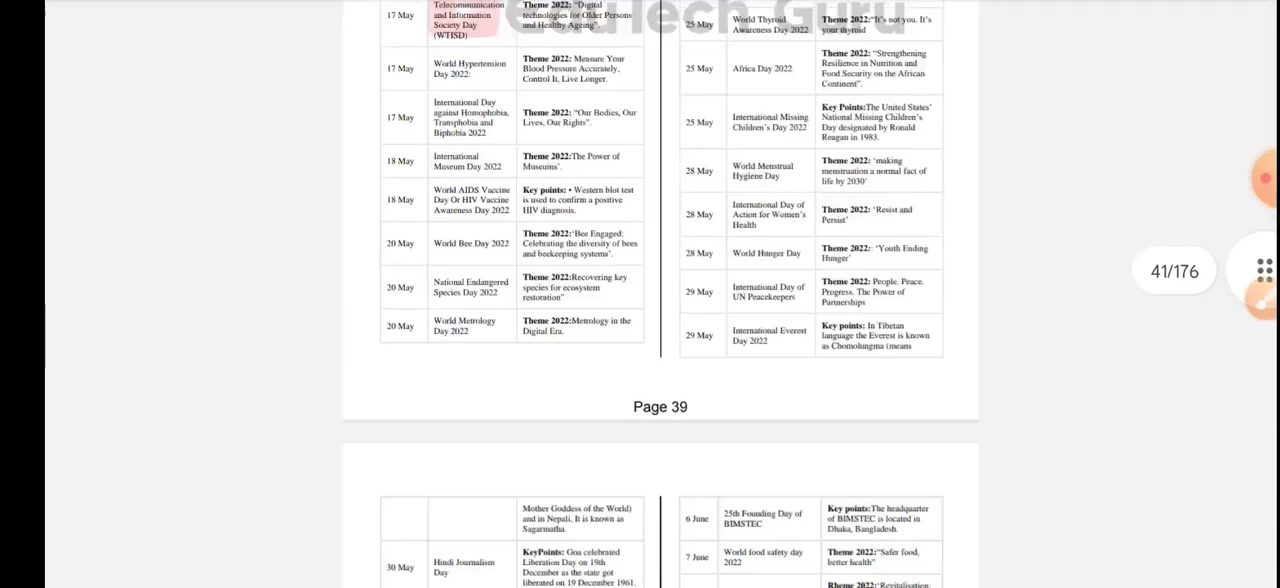 EduTech Guru
Telecommunication
17 May
and Information
Society Day
(WTISD)
Theme 2022: "Digital
technologies for Older Persons
and Healthy Ageing".
17 May
World Hypertension
Day 2022:
Theme 2022: Measure Your
Blood Pressure Accurately,
Control It, Live Longer.
17 May
International Day
against Homophobia,
Transphobia and
Biphobia 2022
Theme 2022: "Our Bodies, Our
Lives, Our Rights".
18 May
International
Museum Day 2022
Theme 2022:The Power of
Museums'.
18 May
World AIDS Vaccine
Day Or HIV Vaccine
Awareness Day 2022
Key points: • Western blot test
is used to confirm a positive
HIV diagnosis.
20 May
World Bee Day 2022
Theme 2022:'Bee Engaged:
Celebrating the diversity of bees
and beekeeping systems'.
20 May
National Endangered
Species Day 2022
Theme 2022:Recovering key
species for ecosystem
restoration"
20 May
World Metrology
Day 2022
Theme 2022:Metrology in the
Digital Era.
25 May
World Thyroid
Awareness Day 2022
Theme 2022:"It's not you. It's
your thyroid
25 May
Africa Day 2022
Theme 2022: "Strengthening
Resilience in Nutrition and
Food Security on the African
Continent".
25 May
International Missing
Children's Day 2022
Key Points:The United States'
National Missing Children's
Day designated by Ronald
Reagan in 1983.
28 May
World Menstrual
Hygiene Day
Theme 2022: 'making
menstruation a normal fact of
life by 2030'
28 May
International Day of
Action for Women's
Health
Theme 2022: 'Resist and
Persist'
28 May
World Hunger Day
Theme 2022:: 'Youth Ending
Hunger'
29 May
International Day of
UN Peacekeepers
Theme 2022: People. Peace.
Progress. The Power of
Partnerships
29 May
International Everest
Day 2022
Key points: In Tibetan
language the Everest is known
as Chomolungma (means
41/176
Page 39
Mother Goddess of the World)
and in Nepali, It is known as
Sagarmatha.
30 May
Hindi Journalism
Day
KeyPoints: Goa celebrated
Liberation Day on 19th
December as the state got
liberated on 19 December 1961.
6 June
25th Founding Day of
BIMSTEC
Key points:The headquarter
of BIMSTEC is located in
Dhaka, Bangladesh.
7 June
World food safety day
2022
Theme 2022:"Safer food,
better health"
Rheme 2022:'Revitalisation: